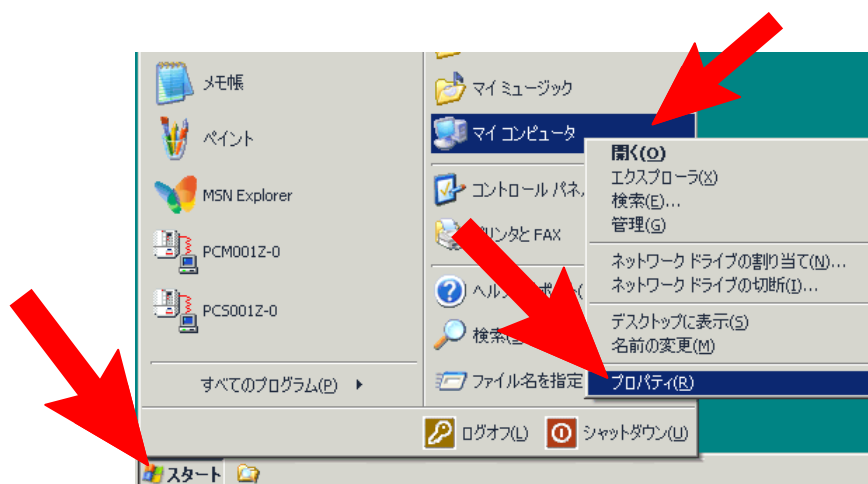 メモ帳
ペイント
MSN Explorer
PCM001Z-0
PCS001Z-0
すべてのプログラム(P)
マイ ミュージック
マイ コンピュータ
コントロール パネ
リンタと FAX
ヘル
検索(
ファイル名を指定
ログオフ(L)
シャットダウン(U)
スタート
開く(O)
エクスプローラ(X)
検索(E)...
管理(G)
ネットワーク ドライブの割り当て(N)...
ネットワーク ドライブの切断(I)...
デスクトップに表示(S)
名前の変更(M)
プロパティ(R)